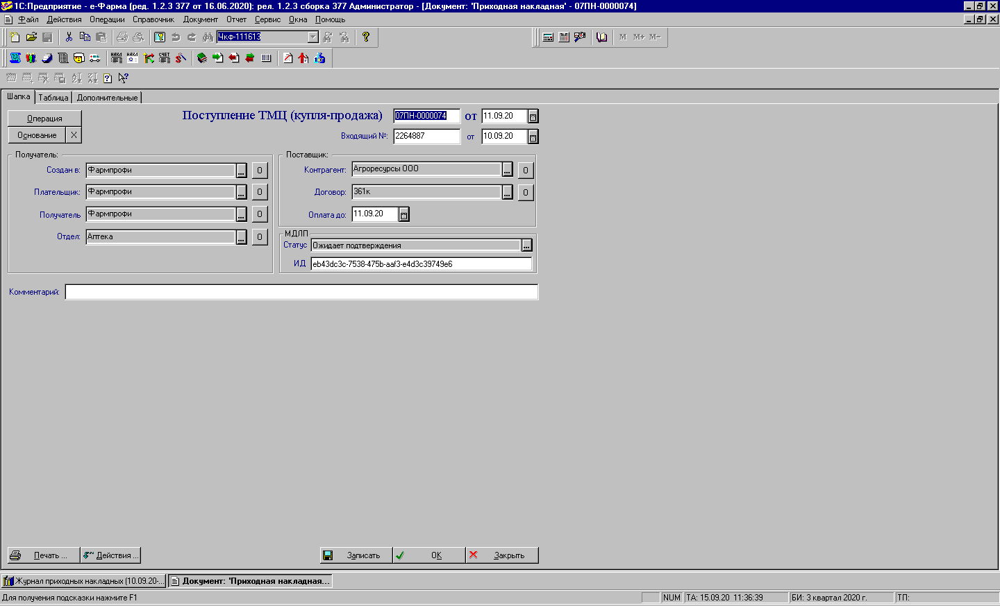 1С:Предприятие - е-Фарма (ред. 1.2.3 377 от 16.06.2020): рел. 1.2.3 сборка 377 Администратор - [Документ: 'Приходная накладная' - 07ПН-0000074]
Файл Действия Операции Справочник Документ Отчет Сервис Окна Помощь
Чкф-111613
M M+ M−
НАКЛ НАКЛ СЧЕТ
Шапка Таблица Дополнительные
Операция
Поступление ТМЦ (купля-продажа) 07ПН-0000074 от 11.09.20
Основание X
Входящий №: 2264887 от 10.09.20
Получатель:
Создан в: Фармпрофи ... 0
Плательщик: Фармпрофи ... 0
Получатель Фармпрофи ... 0
Отдел: Аптека ... 0
Поставщик:
Контрагент: Агроресурсы ООО ... 0
Договор: 361к ... 0
Оплата до: 11.09.20
МДЛП
Статус Ожидает подтверждения ...
ИД eb43dc3c-7538-475b-aaf3-e4d3c39749e6
Комментарий:
Печать ... Действия ... Записать OK Закрыть
Журнал приходных накладных (10.09.20-... Документ: 'Приходная накладная...
Для получения подсказки нажмите F1 NUM TA: 15.09.20 11:36:39 БИ: 3 квартал 2020 г. ТП: